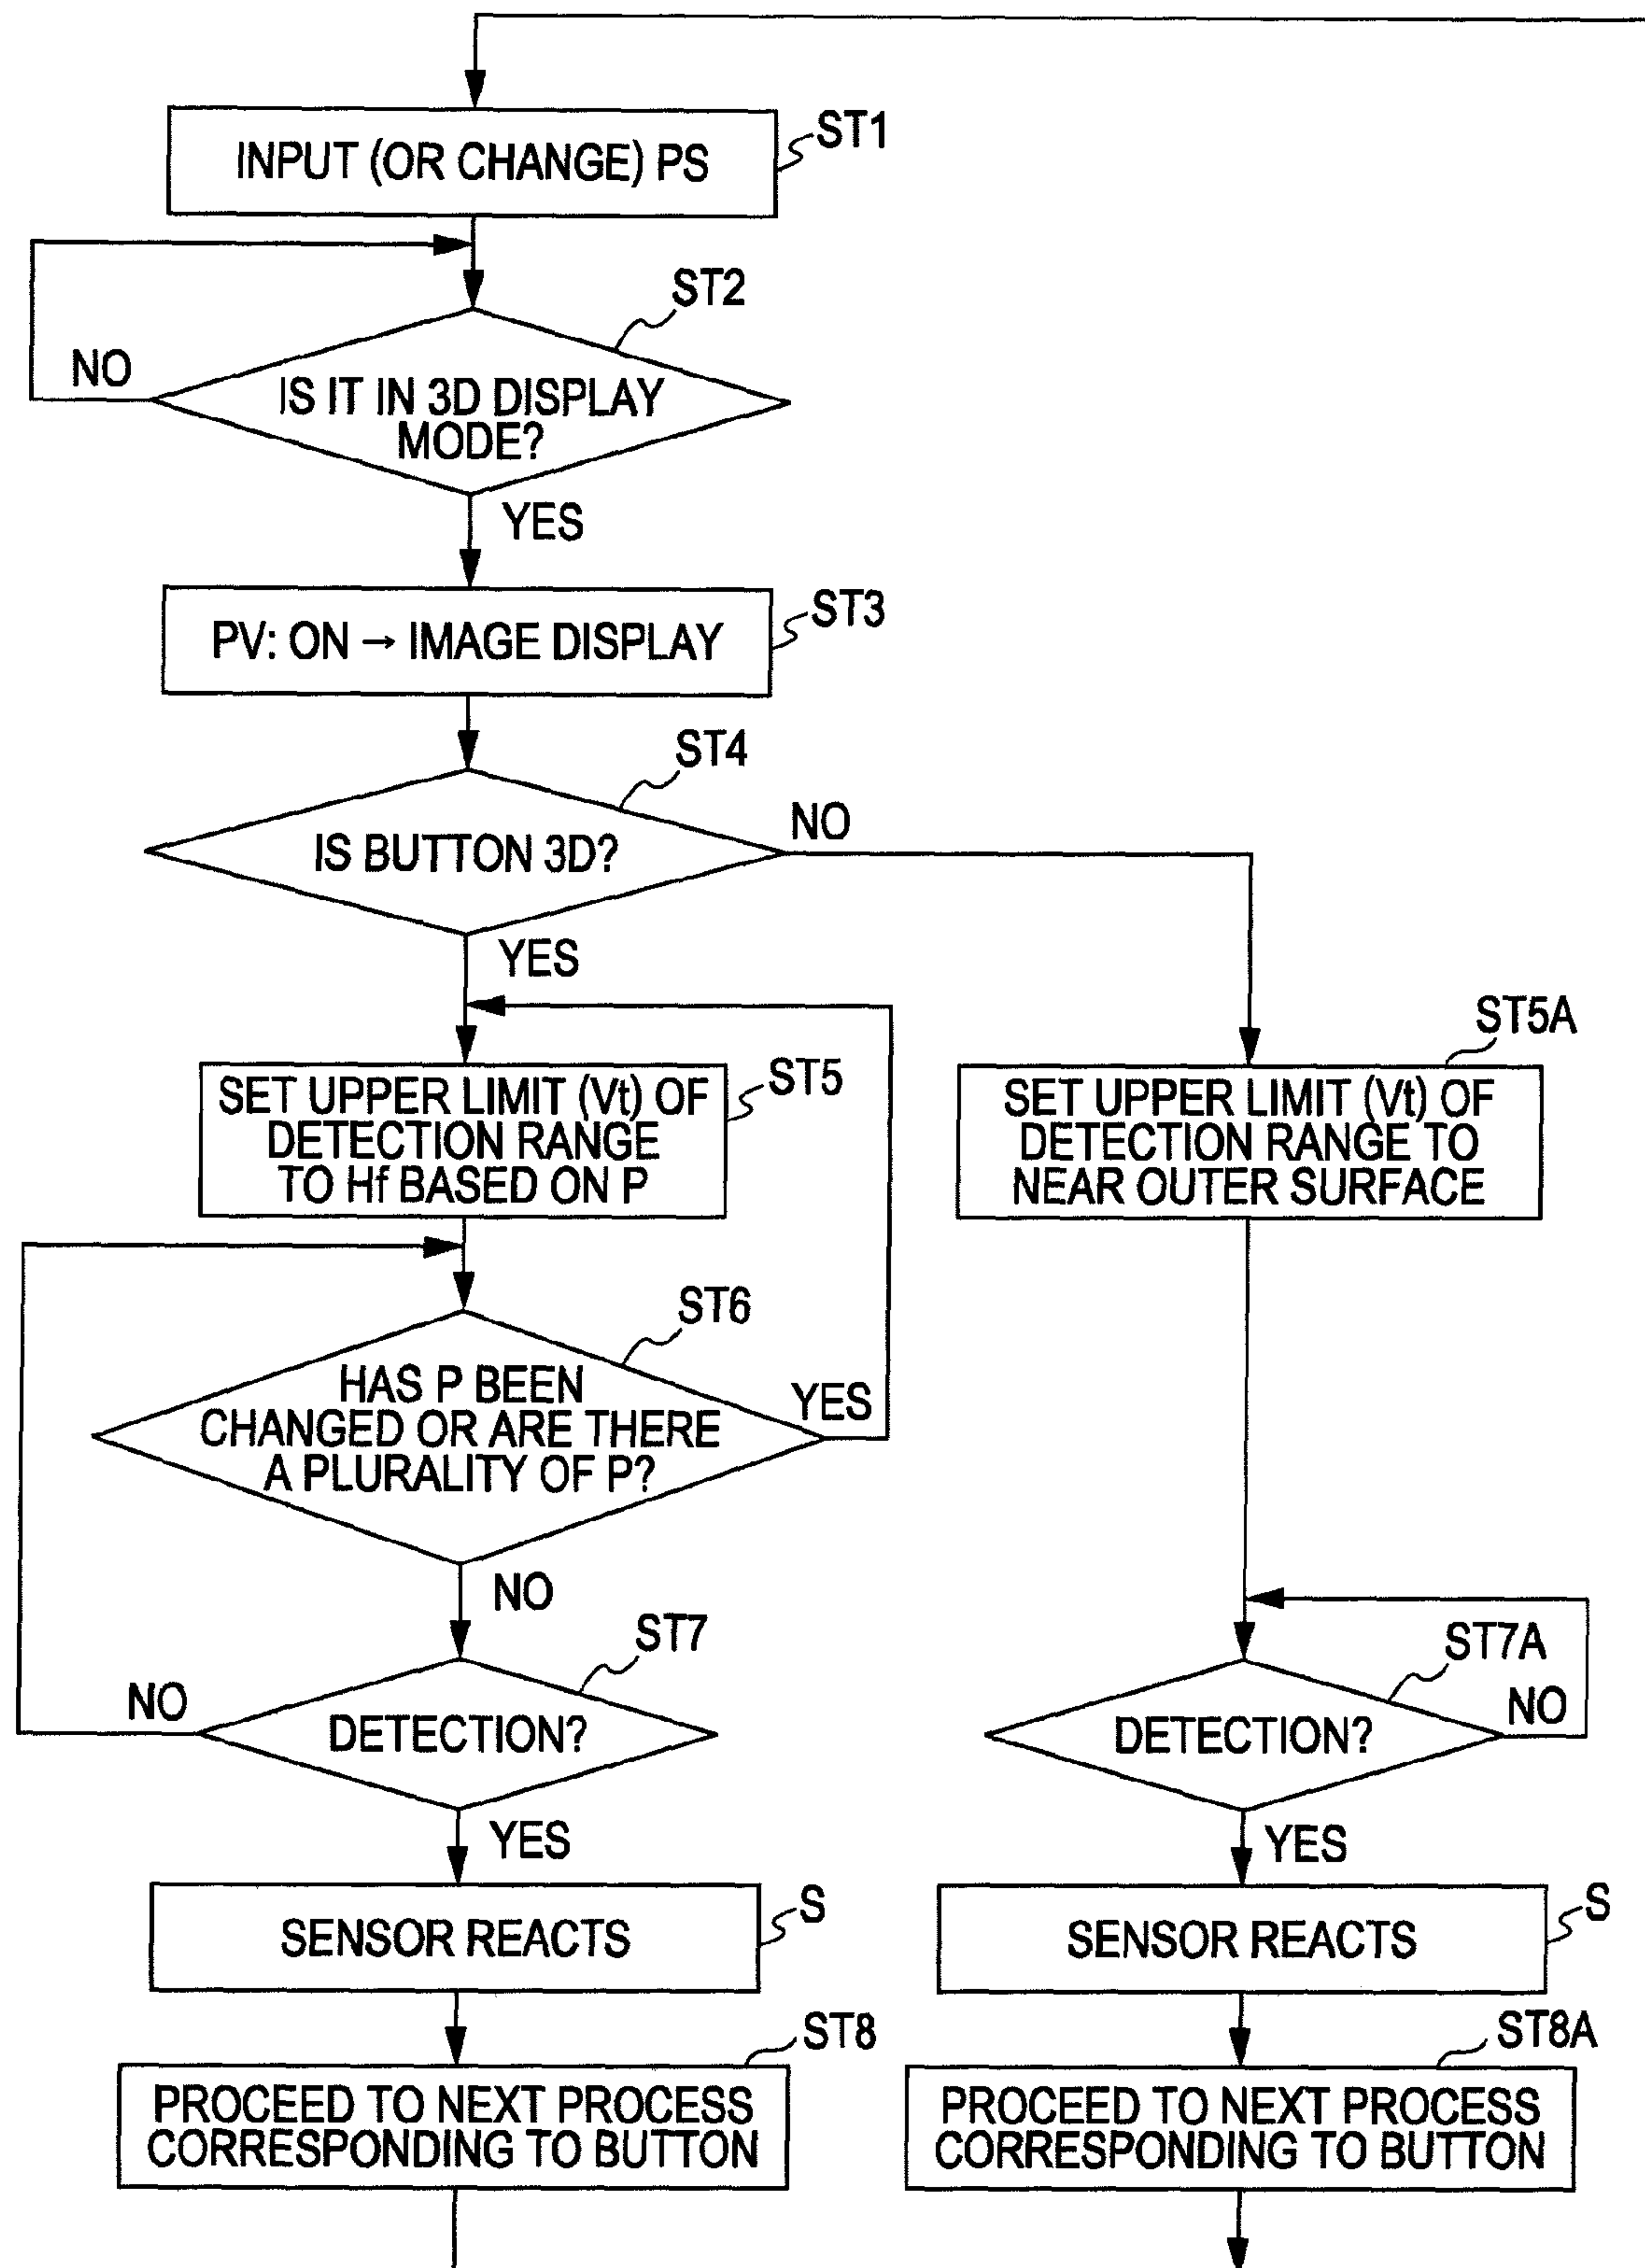 ST1
INPUT (OR CHANGE) PS
ST2
NO
IS IT IN 3D DISPLAY
MODE?
YES
ST3
PV: ON → IMAGE DISPLAY
ST4
NO
IS BUTTON 3D?
YES
ST5
SET UPPER LIMIT (Vt) OF
DETECTION RANGE
TO Hf BASED ON P
ST5A
SET UPPER LIMIT (Vt) OF
DETECTION RANGE TO
NEAR OUTER SURFACE
ST6
HAS P BEEN
CHANGED OR ARE THERE
A PLURALITY OF P?
YES
NO
ST7
NO
DETECTION?
YES
ST7A
NO
DETECTION?
YES
S
SENSOR REACTS
S
SENSOR REACTS
ST8
PROCEED TO NEXT PROCESS
CORRESPONDING TO BUTTON
ST8A
PROCEED TO NEXT PROCESS
CORRESPONDING TO BUTTON